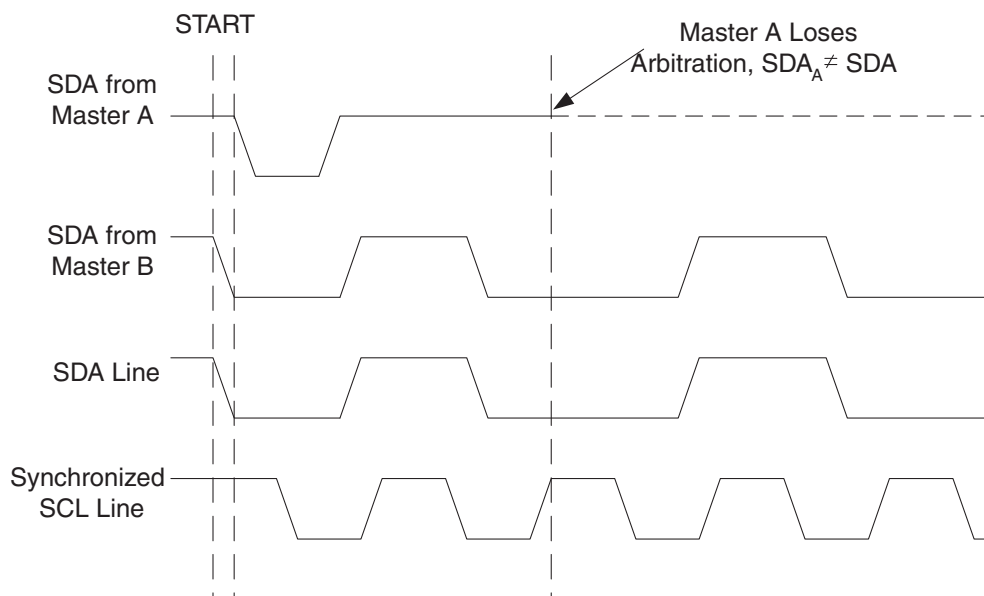 START
Master A Loses
Arbitration, SDA_A ≠ SDA
SDA from
Master A
SDA from
Master B
SDA Line
Synchronized
SCL Line